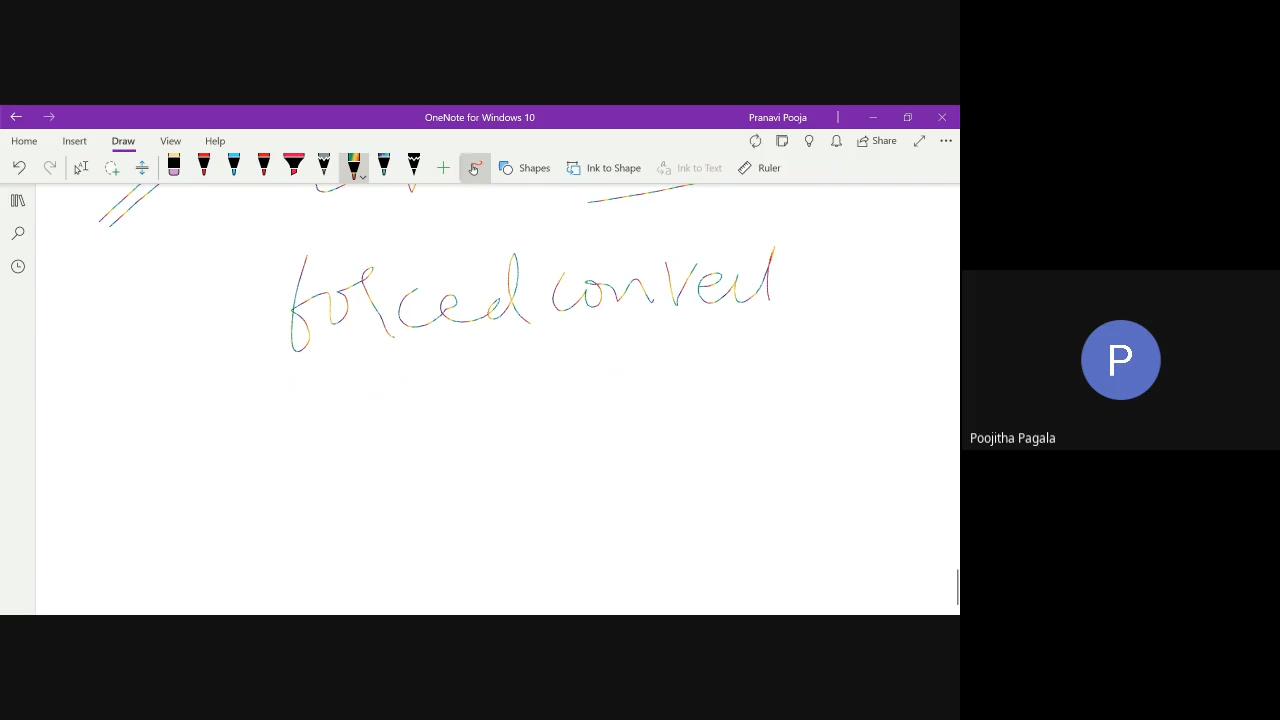 OneNote for Windows 10
Pranavi Pooja
Home Insert Draw View Help
Share
Shapes Ink to Shape Ink to Text Ruler
forced
P
Poojitha Pagala